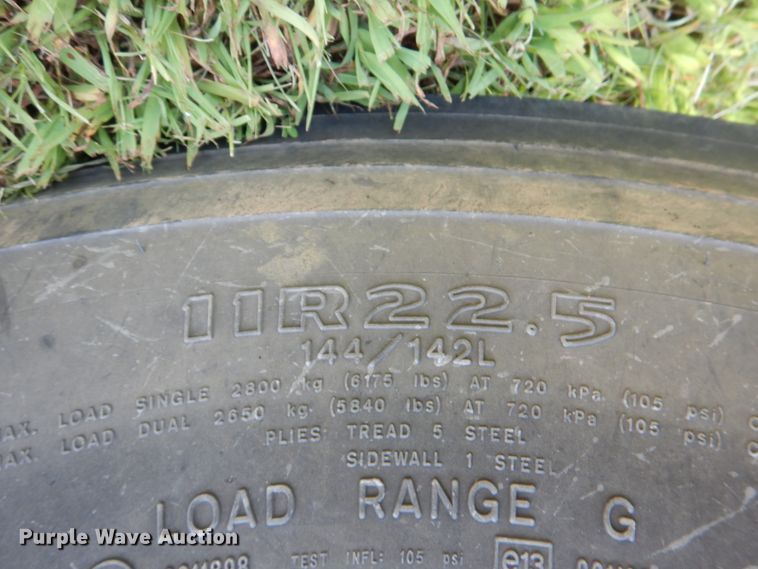 11R22.5
144/142L
MAX. LOAD SINGLE 2800 kg (6175 lbs) AT 720 kPa (105 psi)
MAX. LOAD DUAL 2650 kg. (5840 lbs) AT 720 kPa (105 psi)
PLIES TREAD 5 STEEL
SIDEWALL 1 STEEL
LOAD RANGE G
TEST INFL: 105 psi e13
Purple Wave Auction